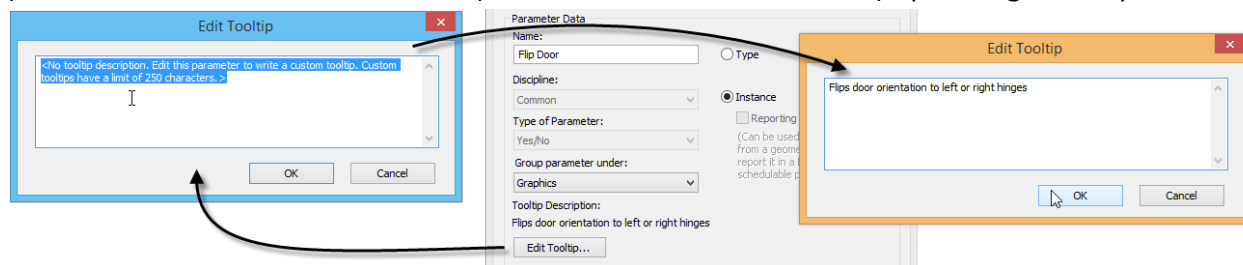 Edit Tooltip
<No tooltip description. Edit this parameter to write a custom tooltip. Custom
tooltips have a limit of 250 characters.>
OK
Cancel
Parameter Data
Name:
Flip Door
Type
Discipline:
Common
Instance
Type of Parameter:
Reporting
Yes/No
(Can be used
from a geome
report it in a
schedulable p
Group parameter under:
Graphics
Tooltip Description:
Flips door orientation to left or right hinges
Edit Tooltip...
Edit Tooltip
Flips door orientation to left or right hinges
OK
Cancel